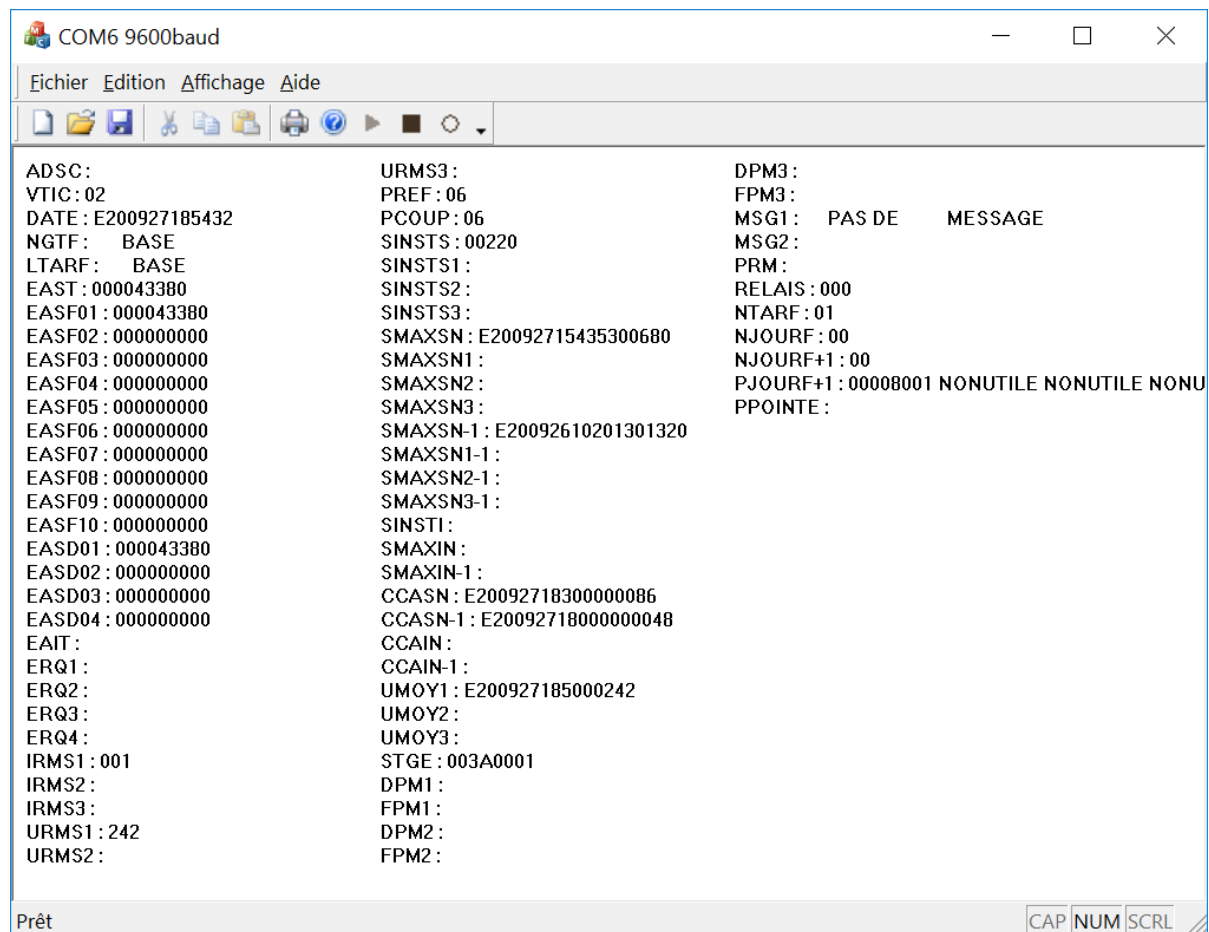 COM6 9600baud
Fichier Edition Affichage Aide
ADSC :
VTIC : 02
DATE : E200927185432
NGTF : BASE
LTARF : BASE
EAST : 000043380
EASF01 : 000043380
EASF02 : 000000000
EASF03 : 000000000
EASF04 : 000000000
EASF05 : 000000000
EASF06 : 000000000
EASF07 : 000000000
EASF08 : 000000000
EASF09 : 000000000
EASF10 : 000000000
EASD01 : 000043380
EASD02 : 000000000
EASD03 : 000000000
EASD04 : 000000000
EAIT :
ERQ1 :
ERQ2 :
ERQ3 :
ERQ4 :
IRMS1 : 001
IRMS2 :
IRMS3 :
URMS1 : 242
URMS2 :
URMS3 :
PREF : 06
PCOUP : 06
SINSTS : 00220
SINSTS1 :
SINSTS2 :
SINSTS3 :
SMAXSN : E20092715435300680
SMAXSN1 :
SMAXSN2 :
SMAXSN3 :
SMAXSN-1 : E20092610201301320
SMAXSN1-1 :
SMAXSN2-1 :
SMAXSN3-1 :
SINSTI :
SMAXIN :
SMAXIN-1 :
CCASN : E20092718300000086
CCASN-1 : E20092718000000048
CCAIN :
CCAIN-1 :
UMOY1 : E200927185000242
UMOY2 :
UMOY3 :
STGE : 003A0001
DPM1 :
FPM1 :
DPM2 :
FPM2 :
DPM3 :
FPM3 :
MSG1 : PAS DE MESSAGE
MSG2 :
PRM :
RELAIS : 000
NTARF : 01
NJOURF : 00
NJOURF+1 : 00
PJOURF+1 : 00008001 NONUTILE NONUTILE NONU
PPOINTE :
Prêt
CAP NUM SCRL